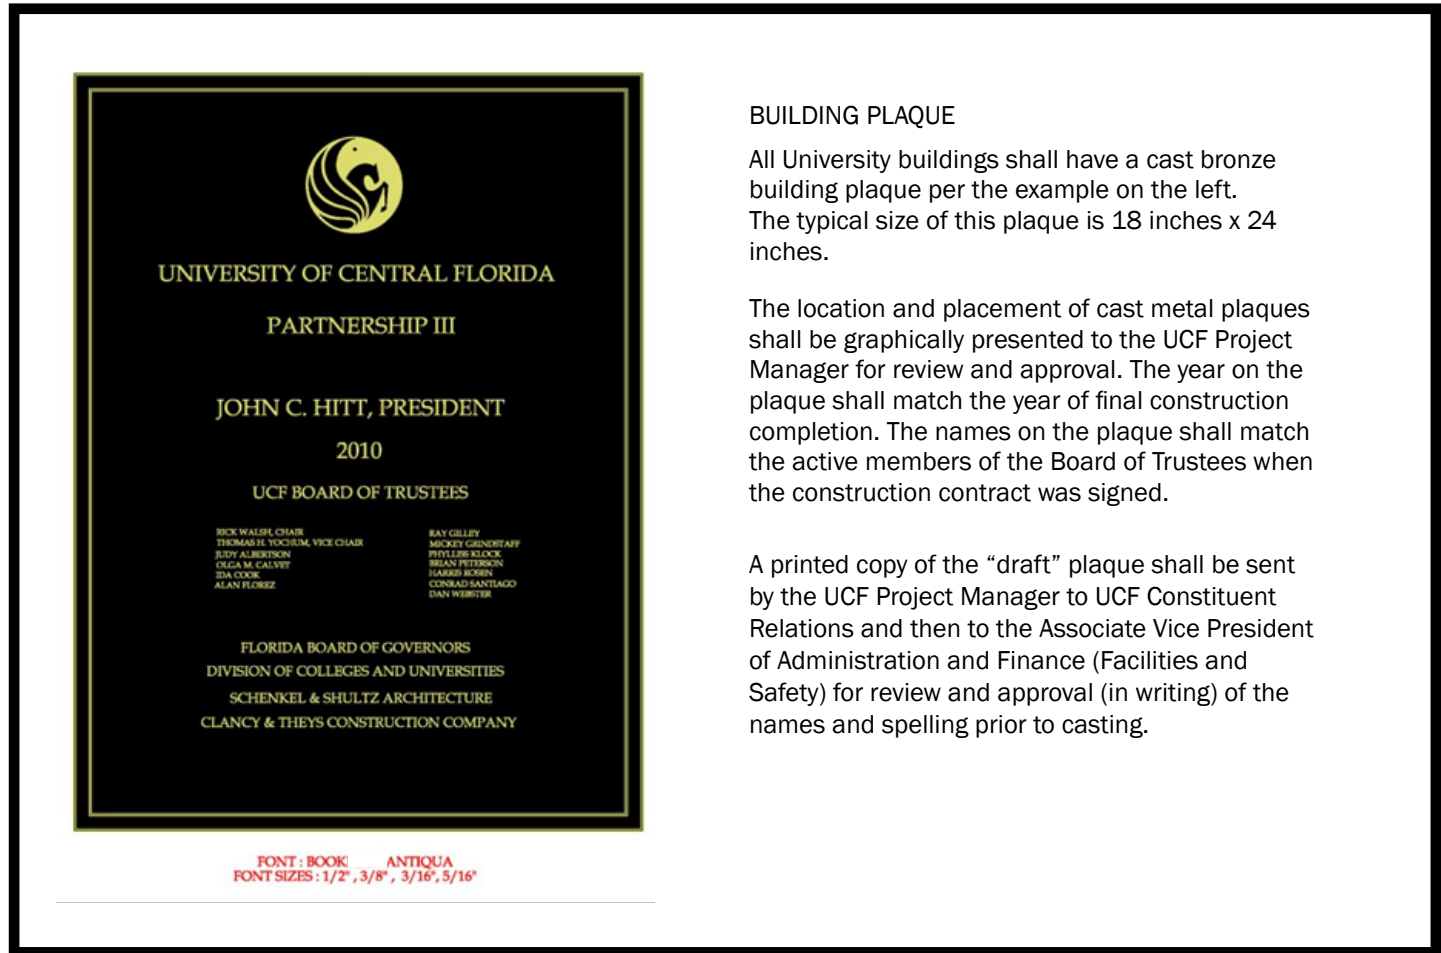 UNIVERSITY OF CENTRAL FLORIDA
PARTNERSHIP III
JOHN C. HITT, PRESIDENT
2010
UCF BOARD OF TRUSTEES
RICK WALSH, CHAIR
THOMAS H. YOCHUM, VICE CHAIR
JUDY ALBERTSON
OLGA M. CALVET
IDA COOK
ALAN FLOREZ
RAY GILLEY
MICKEY GRINDSTAFF
PHYLLISS KLOCK
BRIAN PETERSON
HARRIS ROSEN
CONRAD SANTIAGO
DAN WEBSTER
FLORIDA BOARD OF GOVERNORS
DIVISION OF COLLEGES AND UNIVERSITIES
SCHENKEL & SHULTZ ARCHITECTURE
CLANCY & THEYS CONSTRUCTION COMPANY
FONT : BOOK ANTIQUA
FONT SIZES : 1/2" , 3/8" , 3/16", 5/16"
BUILDING PLAQUE
All University buildings shall have a cast bronze
building plaque per the example on the left.
The typical size of this plaque is 18 inches x 24
inches.
The location and placement of cast metal plaques
shall be graphically presented to the UCF Project
Manager for review and approval. The year on the
plaque shall match the year of final construction
completion. The names on the plaque shall match
the active members of the Board of Trustees when
the construction contract was signed.
A printed copy of the “draft” plaque shall be sent
by the UCF Project Manager to UCF Constituent
Relations and then to the Associate Vice President
of Administration and Finance (Facilities and
Safety) for review and approval (in writing) of the
names and spelling prior to casting.